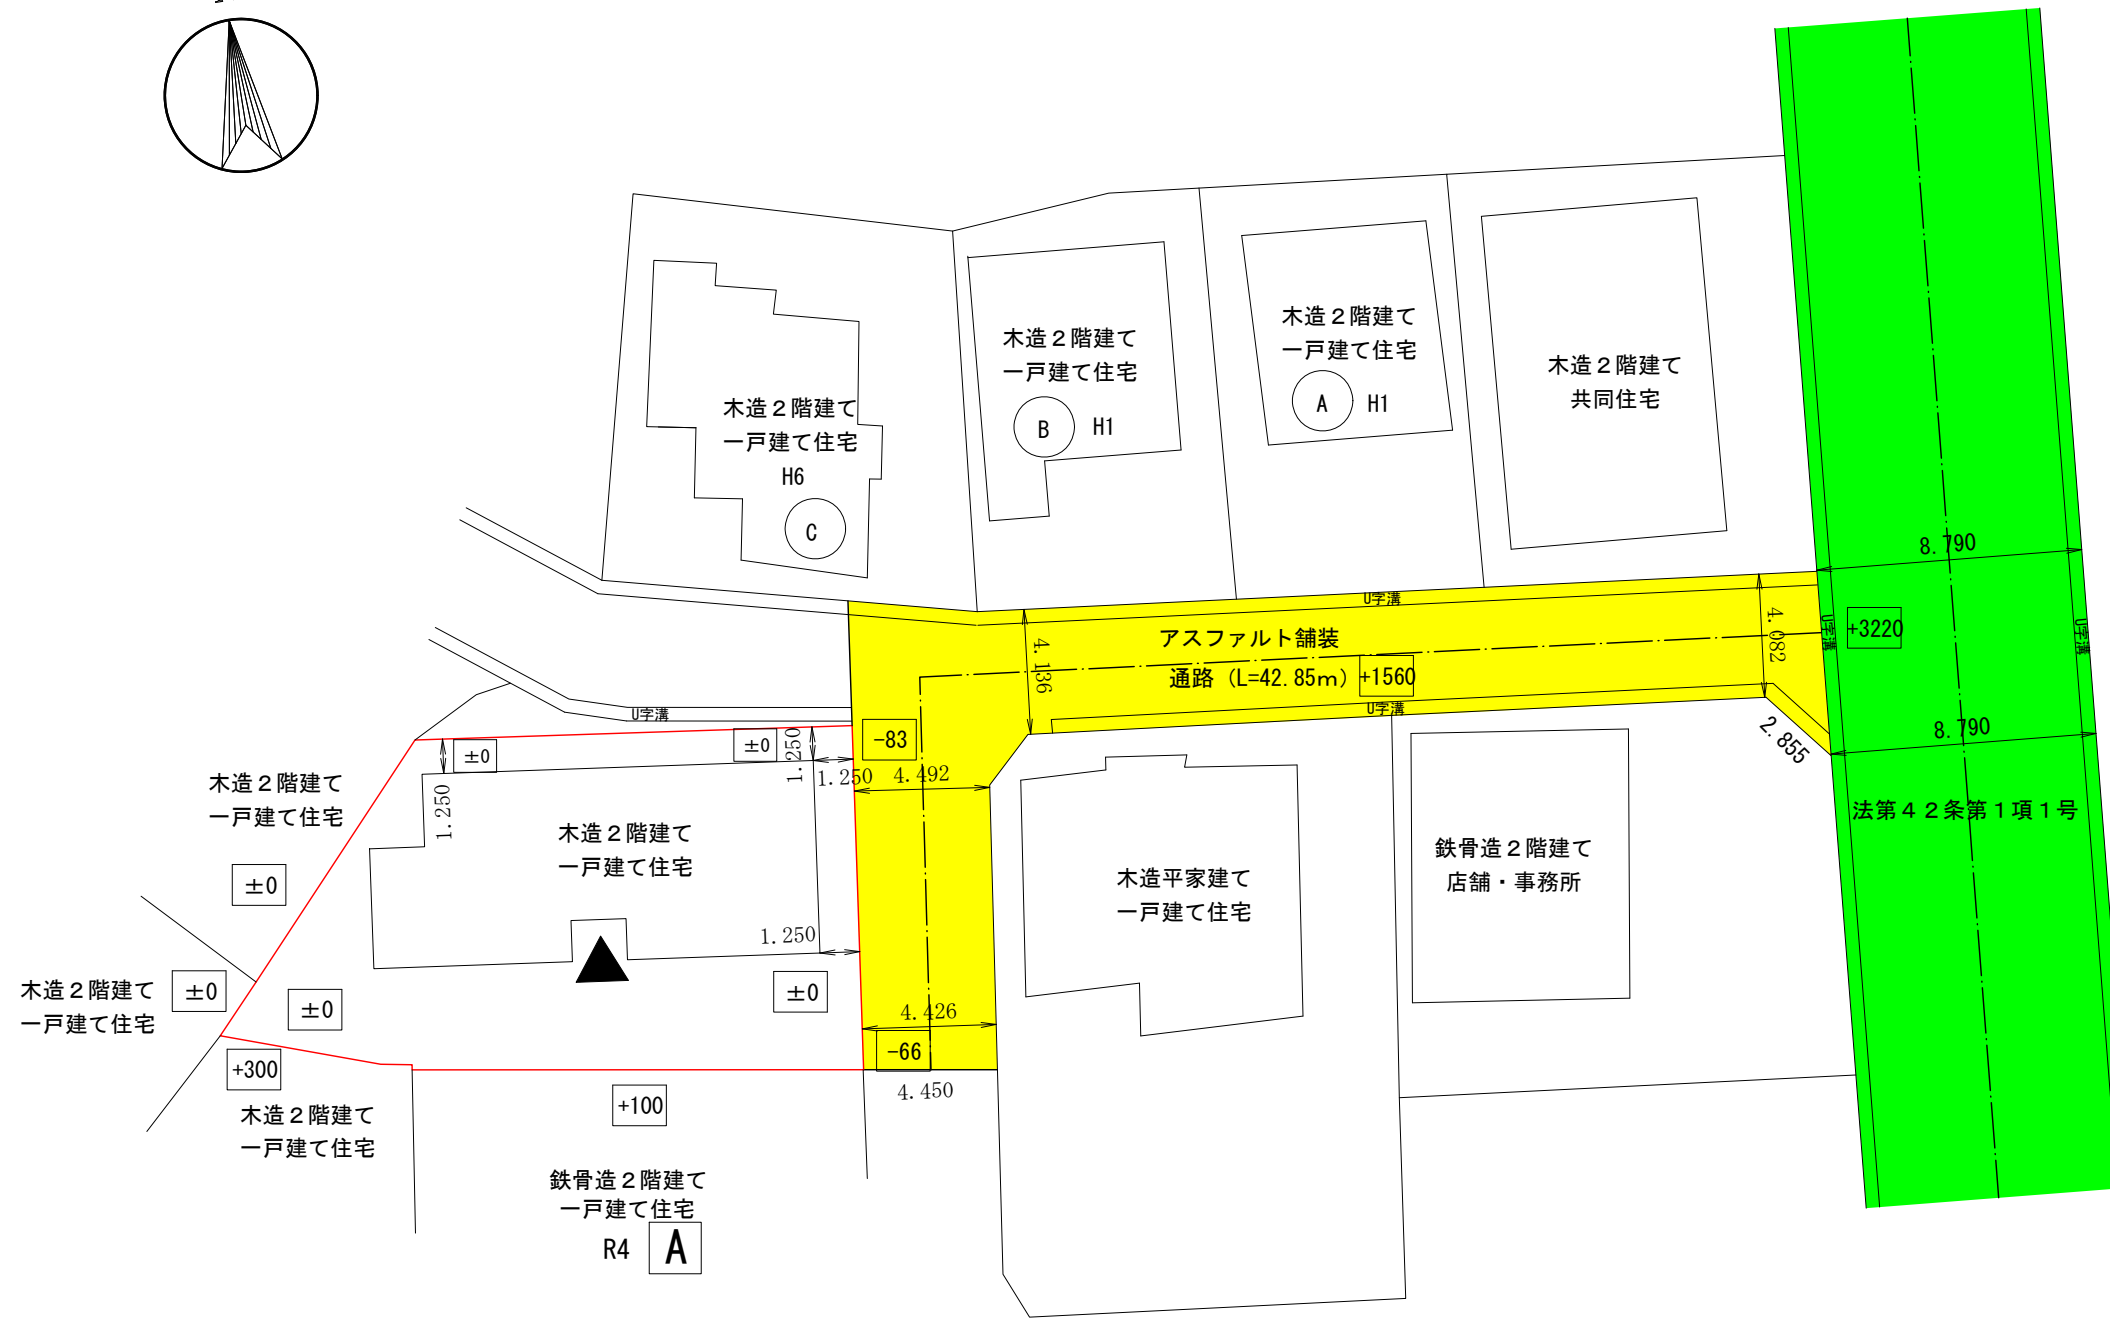 木造２階建て
一戸建て住宅
H6
C
木造２階建て
一戸建て住宅
B
H1
木造２階建て
一戸建て住宅
A
H1
木造２階建て
共同住宅
8.790
U字溝
アスファルト舗装
通路（L=42.85ｍ）
+1560
4.136
4.082
U字溝
+3220
U字溝
U字溝
U字溝
-83
±0
±0
1.250
1.250
4.492
1.250
2.855
8.790
法第４２条第１項１号
木造２階建て
一戸建て住宅
±0
木造２階建て
一戸建て住宅
木造平家建て
一戸建て住宅
鉄骨造２階建て
店舗・事務所
1.250
木造２階建て
一戸建て住宅
±0
±0
±0
4.426
-66
4.450
+300
木造２階建て
一戸建て住宅
+100
鉄骨造２階建て
一戸建て住宅
R4
A